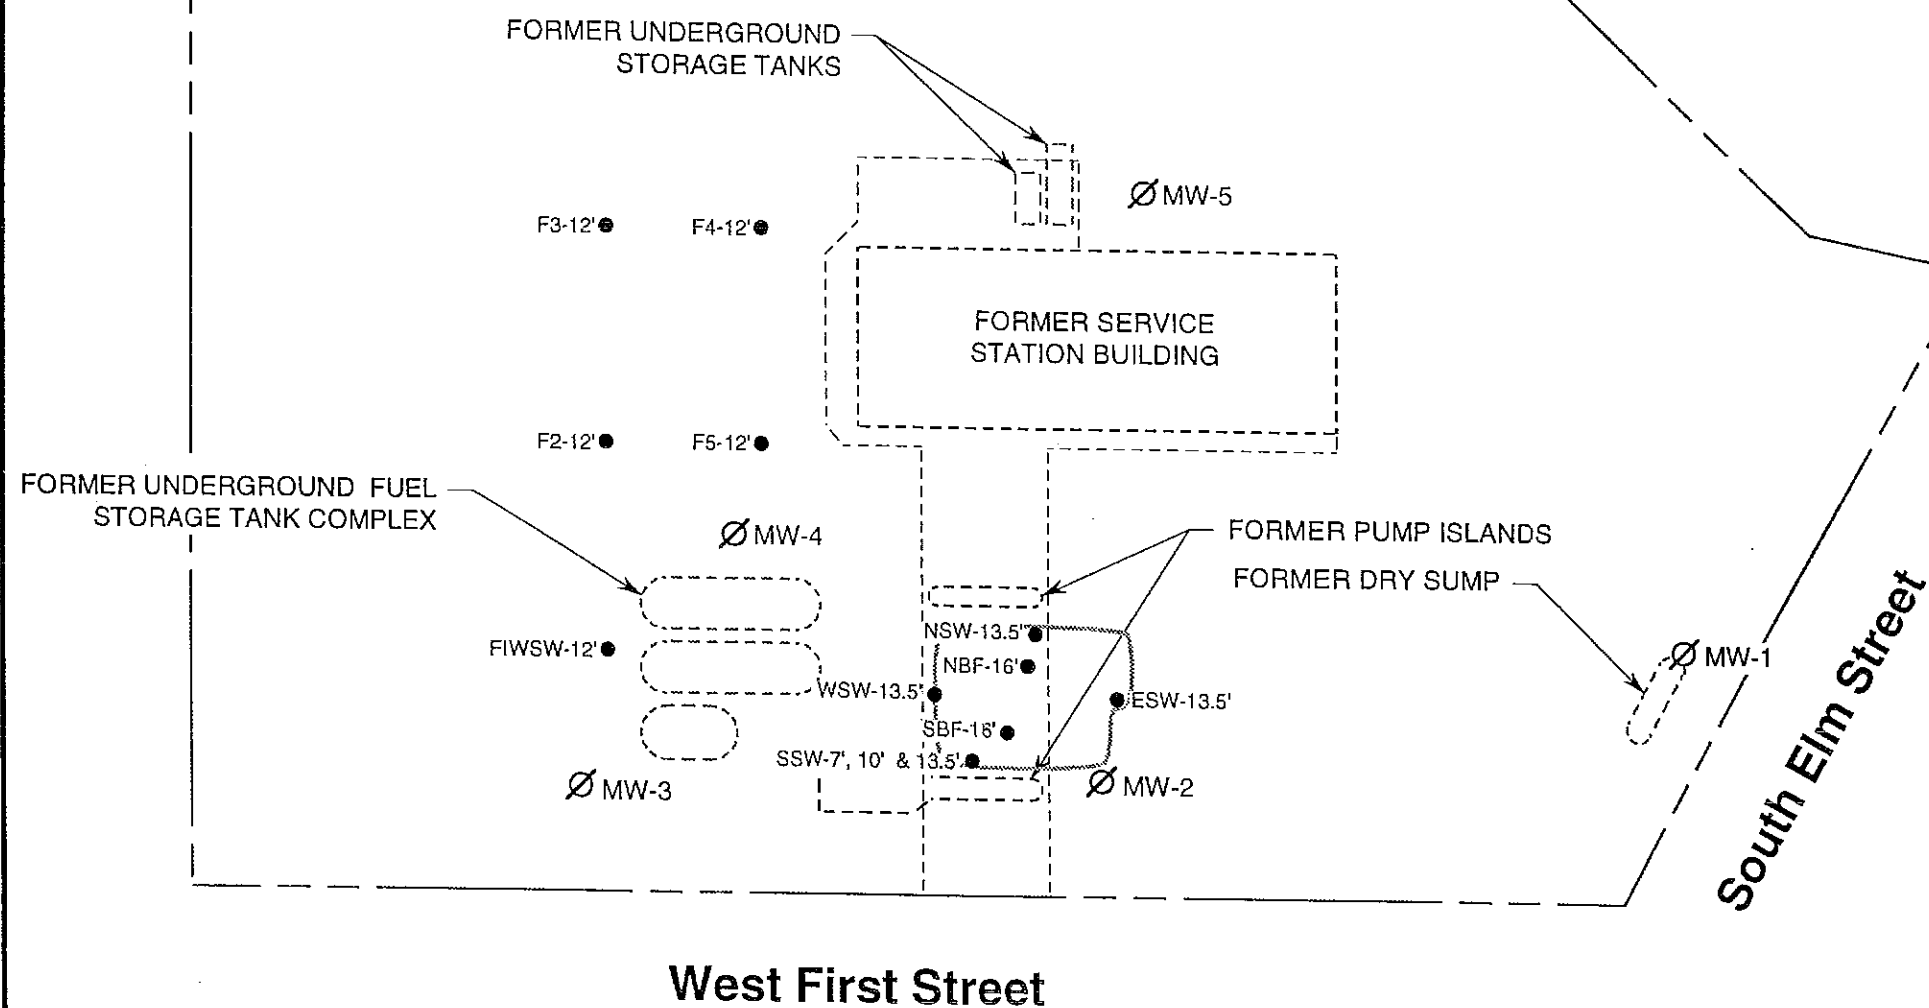 FORMER UNDERGROUND
STORAGE TANKS
MW-5
F3-12'
F4-12'
FORMER SERVICE
STATION BUILDING
F2-12'
F5-12'
FORMER UNDERGROUND FUEL
STORAGE TANK COMPLEX
MW-4
FORMER PUMP ISLANDS
FORMER DRY SUMP
NSW-13.5'
FIWSW-12'
NBF-16'
MW-1
WSW-13.5'
ESW-13.5'
SBF-16'
SSW-7', 10' & 13.5'
MW-3
MW-2
South Elm Street
West First Street